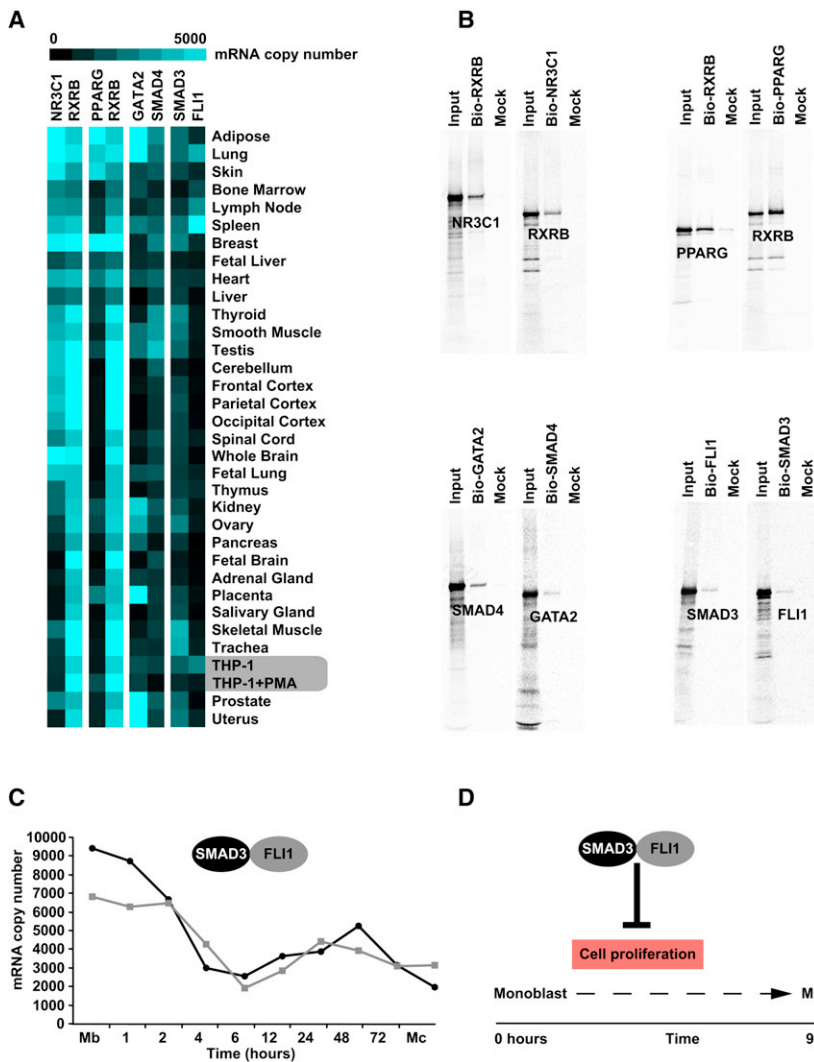 A
0
5000
mRNA copy number
NR3C1
RXRB
PPARG
RXRB
GATA2
SMAD4
SMAD3
FLI1
Adipose
Lung
Skin
Bone Marrow
Lymph Node
Spleen
Breast
Fetal Liver
Heart
Liver
Thyroid
Smooth Muscle
Testis
Cerebellum
Frontal Cortex
Parietal Cortex
Occipital Cortex
Spinal Cord
Whole Brain
Fetal Lung
Thymus
Kidney
Ovary
Pancreas
Fetal Brain
Adrenal Gland
Placenta
Salivary Gland
Skeletal Muscle
Trachea
THP-1
THP-1+PMA
Prostate
Uterus
B
Input
Bio-RXRB
Mock
NR3C1
Input
Bio-NR3C1
Mock
RXRB
Input
Bio-RXRB
Mock
PPARG
Input
Bio-PPARG
Mock
RXRB
Input
Bio-GATA2
Mock
SMAD4
Input
Bio-SMAD4
Mock
GATA2
Input
Bio-FLI1
Mock
SMAD3
Input
Bio-SMAD3
Mock
FLI1
C
mRNA copy number
10000
9000
8000
7000
6000
5000
4000
3000
2000
1000
0
SMAD3 FLI1
Mb 1 2 4 6 12 24 48 72 Mc
Time (hours)
D
SMAD3 FLI1
Cell proliferation
Monoblast M
0 hours Time 9